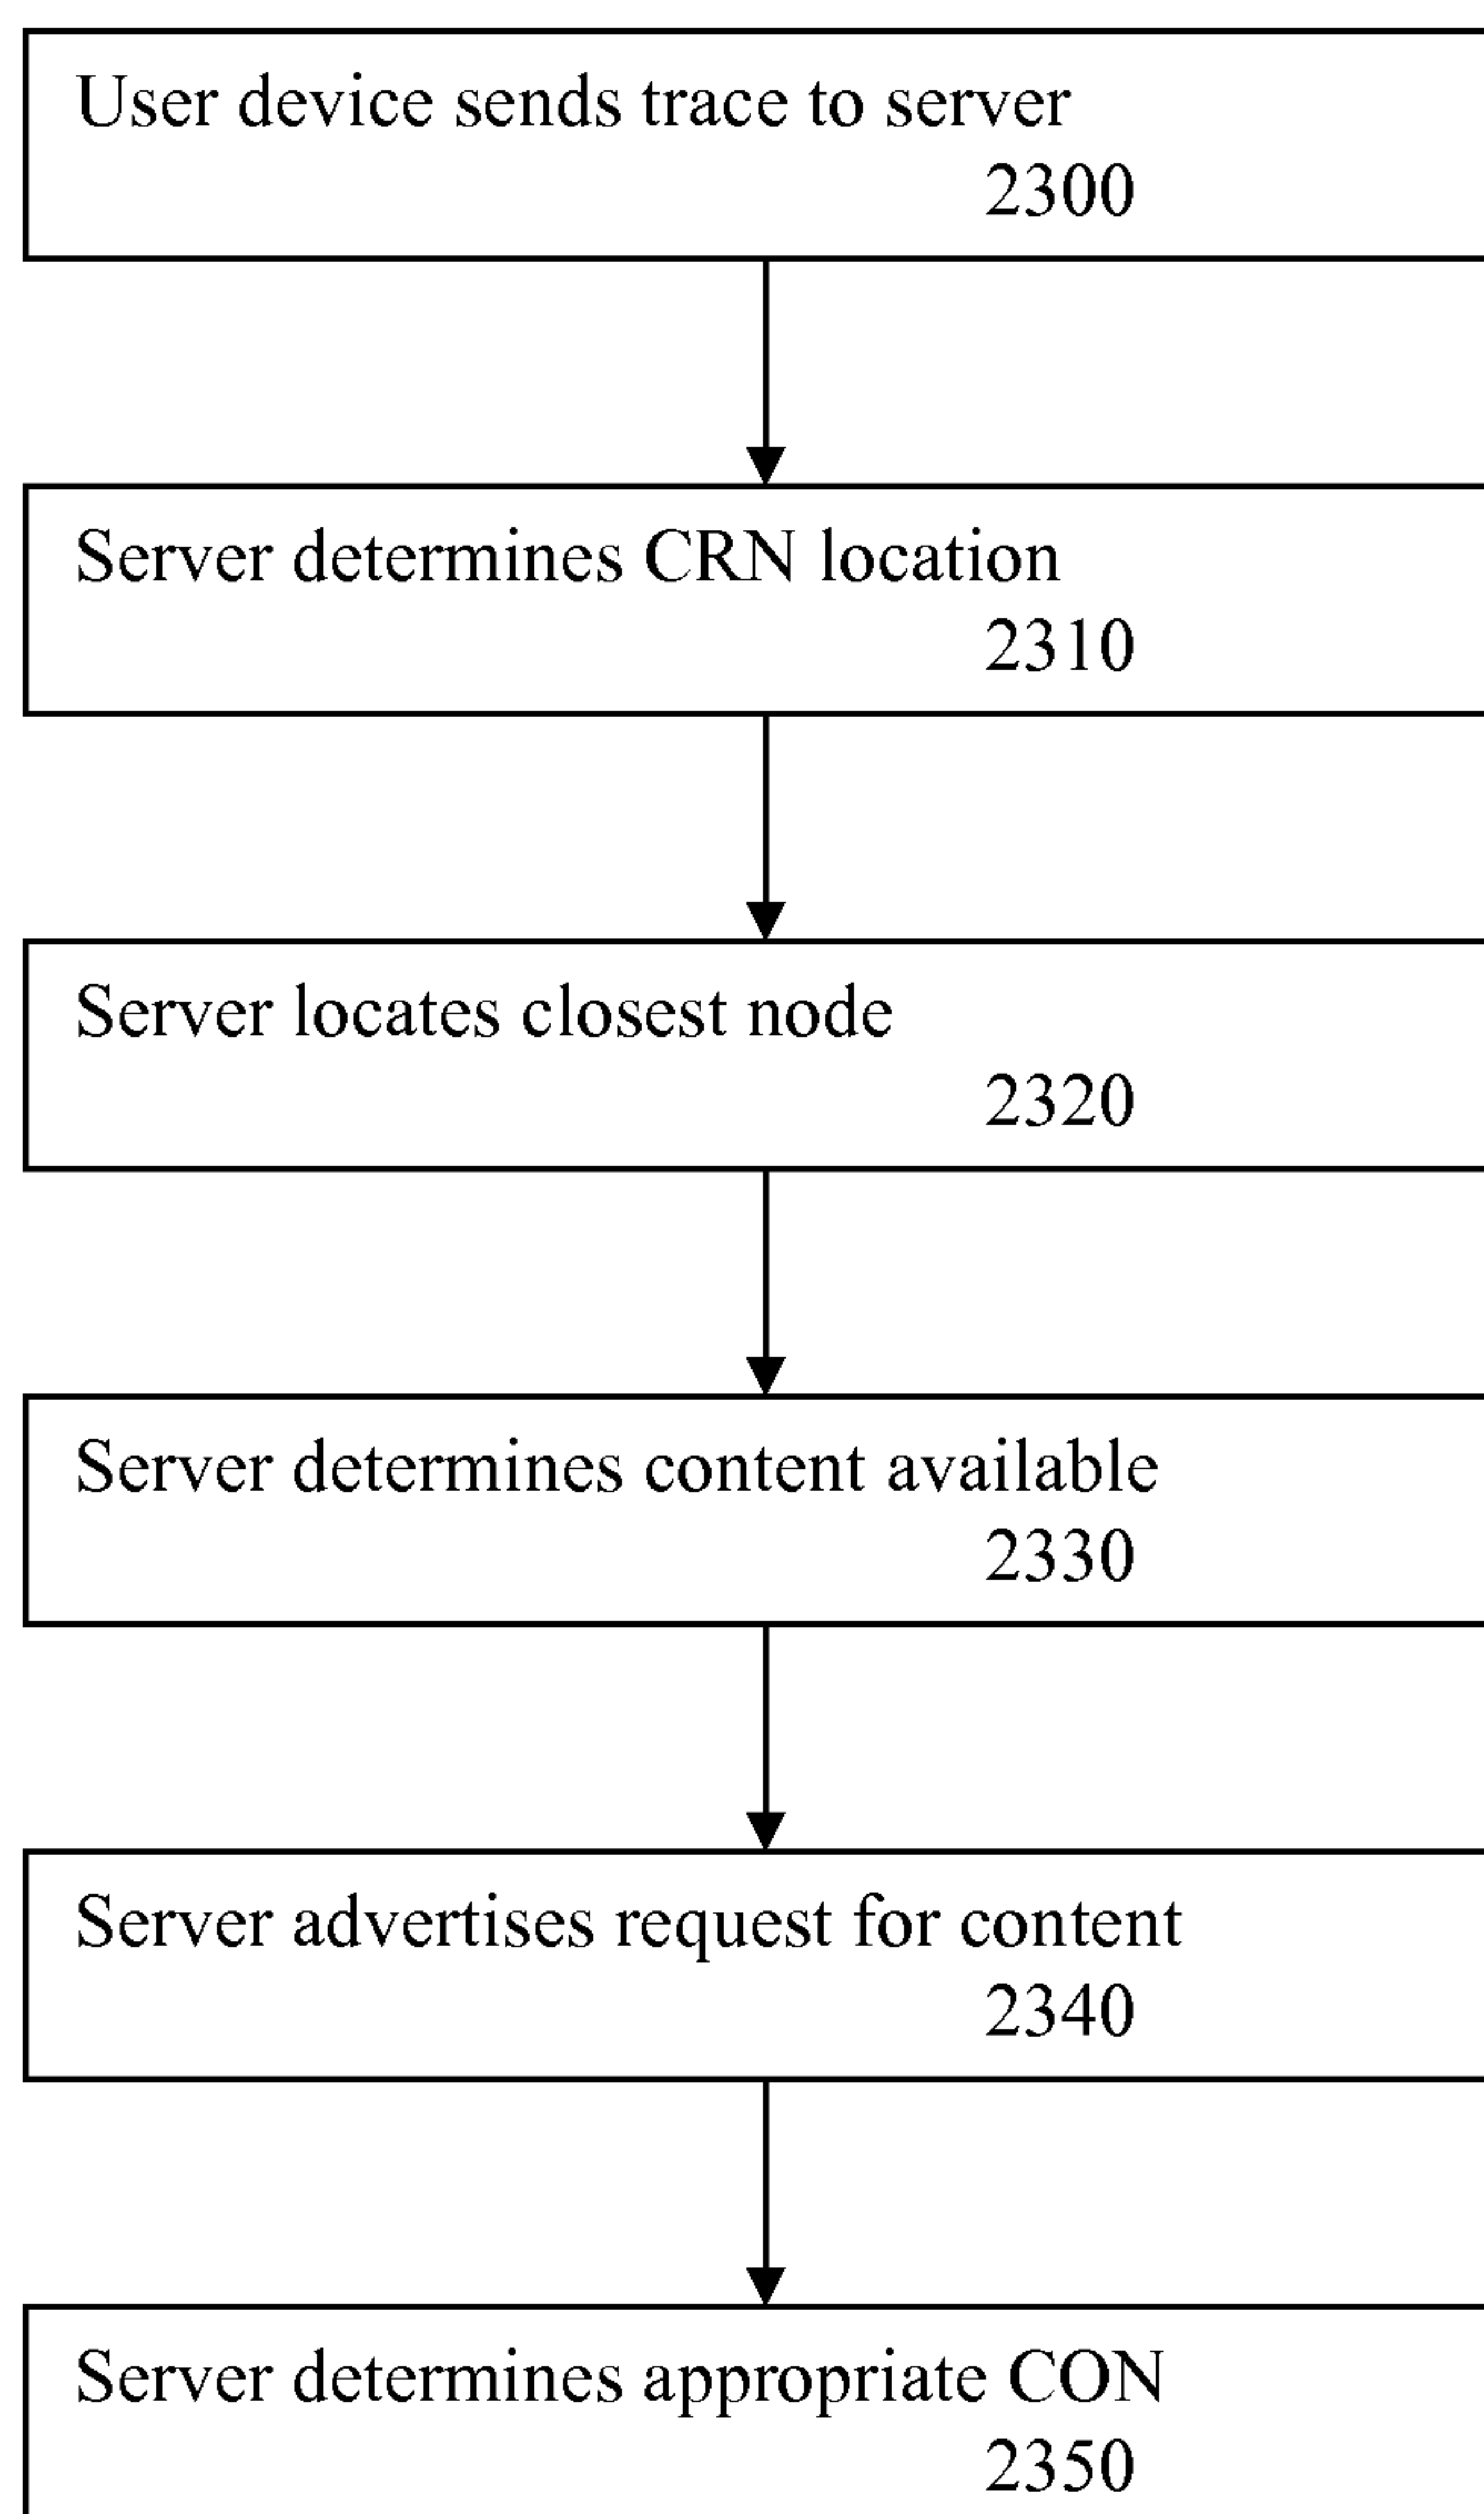 User device sends trace to server
2300
Server determines CRN location
2310
Server locates closest node
2320
Server determines content available
2330
Server advertises request for content
2340
Server determines appropriate CON
2350